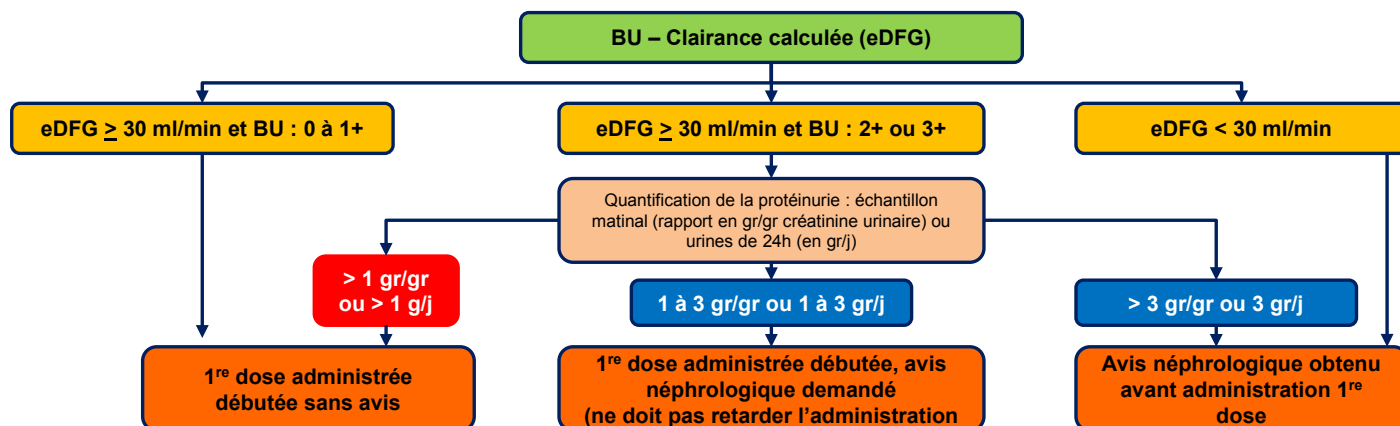 BU – Clairance calculée (eDFG)
eDFG ≥ 30 ml/min et BU : 0 à 1+
eDFG ≥ 30 ml/min et BU : 2+ ou 3+
eDFG < 30 ml/min
Quantification de la protéinurie : échantillon
matinal (rapport en gr/gr créatinine urinaire) ou
urines de 24h (en gr/j)
> 1 gr/gr
ou > 1 g/j
1 à 3 gr/gr ou 1 à 3 gr/j
> 3 gr/gr ou 3 gr/j
1re dose administrée
débutée sans avis
1re dose administrée débutée, avis
néphrologique demandé
(ne doit pas retarder l’administration
Avis néphrologique obtenu
avant administration 1re
dose